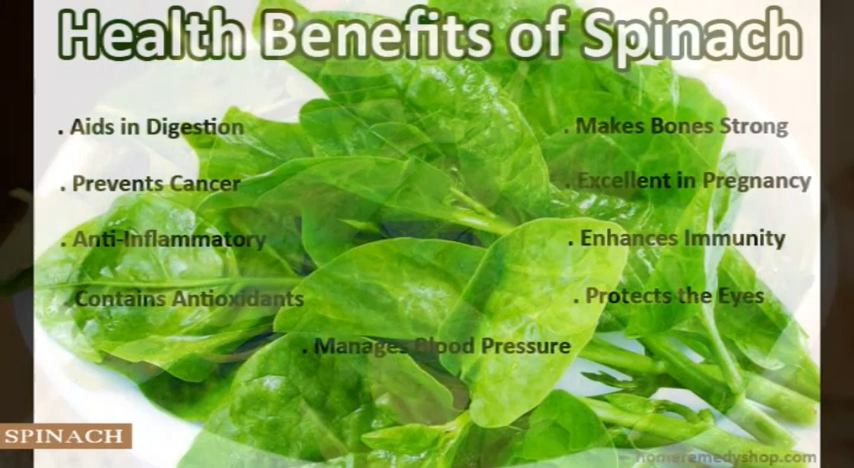 Health Benefits of Spinach
. Aids in Digestion
. Prevents Cancer
. Anti-Inflammatory
. Contains Antioxidants
. Makes Bones Strong
. Excellent in Pregnancy
. Enhances Immunity
. Protects the Eyes
. Manages Blood Pressure
SPINACH
homeremedyshop.com